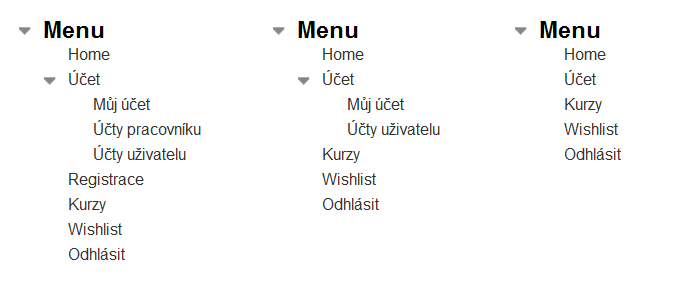 Menu
Home
Účet
Můj účet
Účty pracovníku
Účty uživatelu
Registrace
Kurzy
Wishlist
Odhlásit
Menu
Home
Účet
Můj účet
Účty uživatelu
Kurzy
Wishlist
Odhlásit
Menu
Home
Účet
Kurzy
Wishlist
Odhlásit